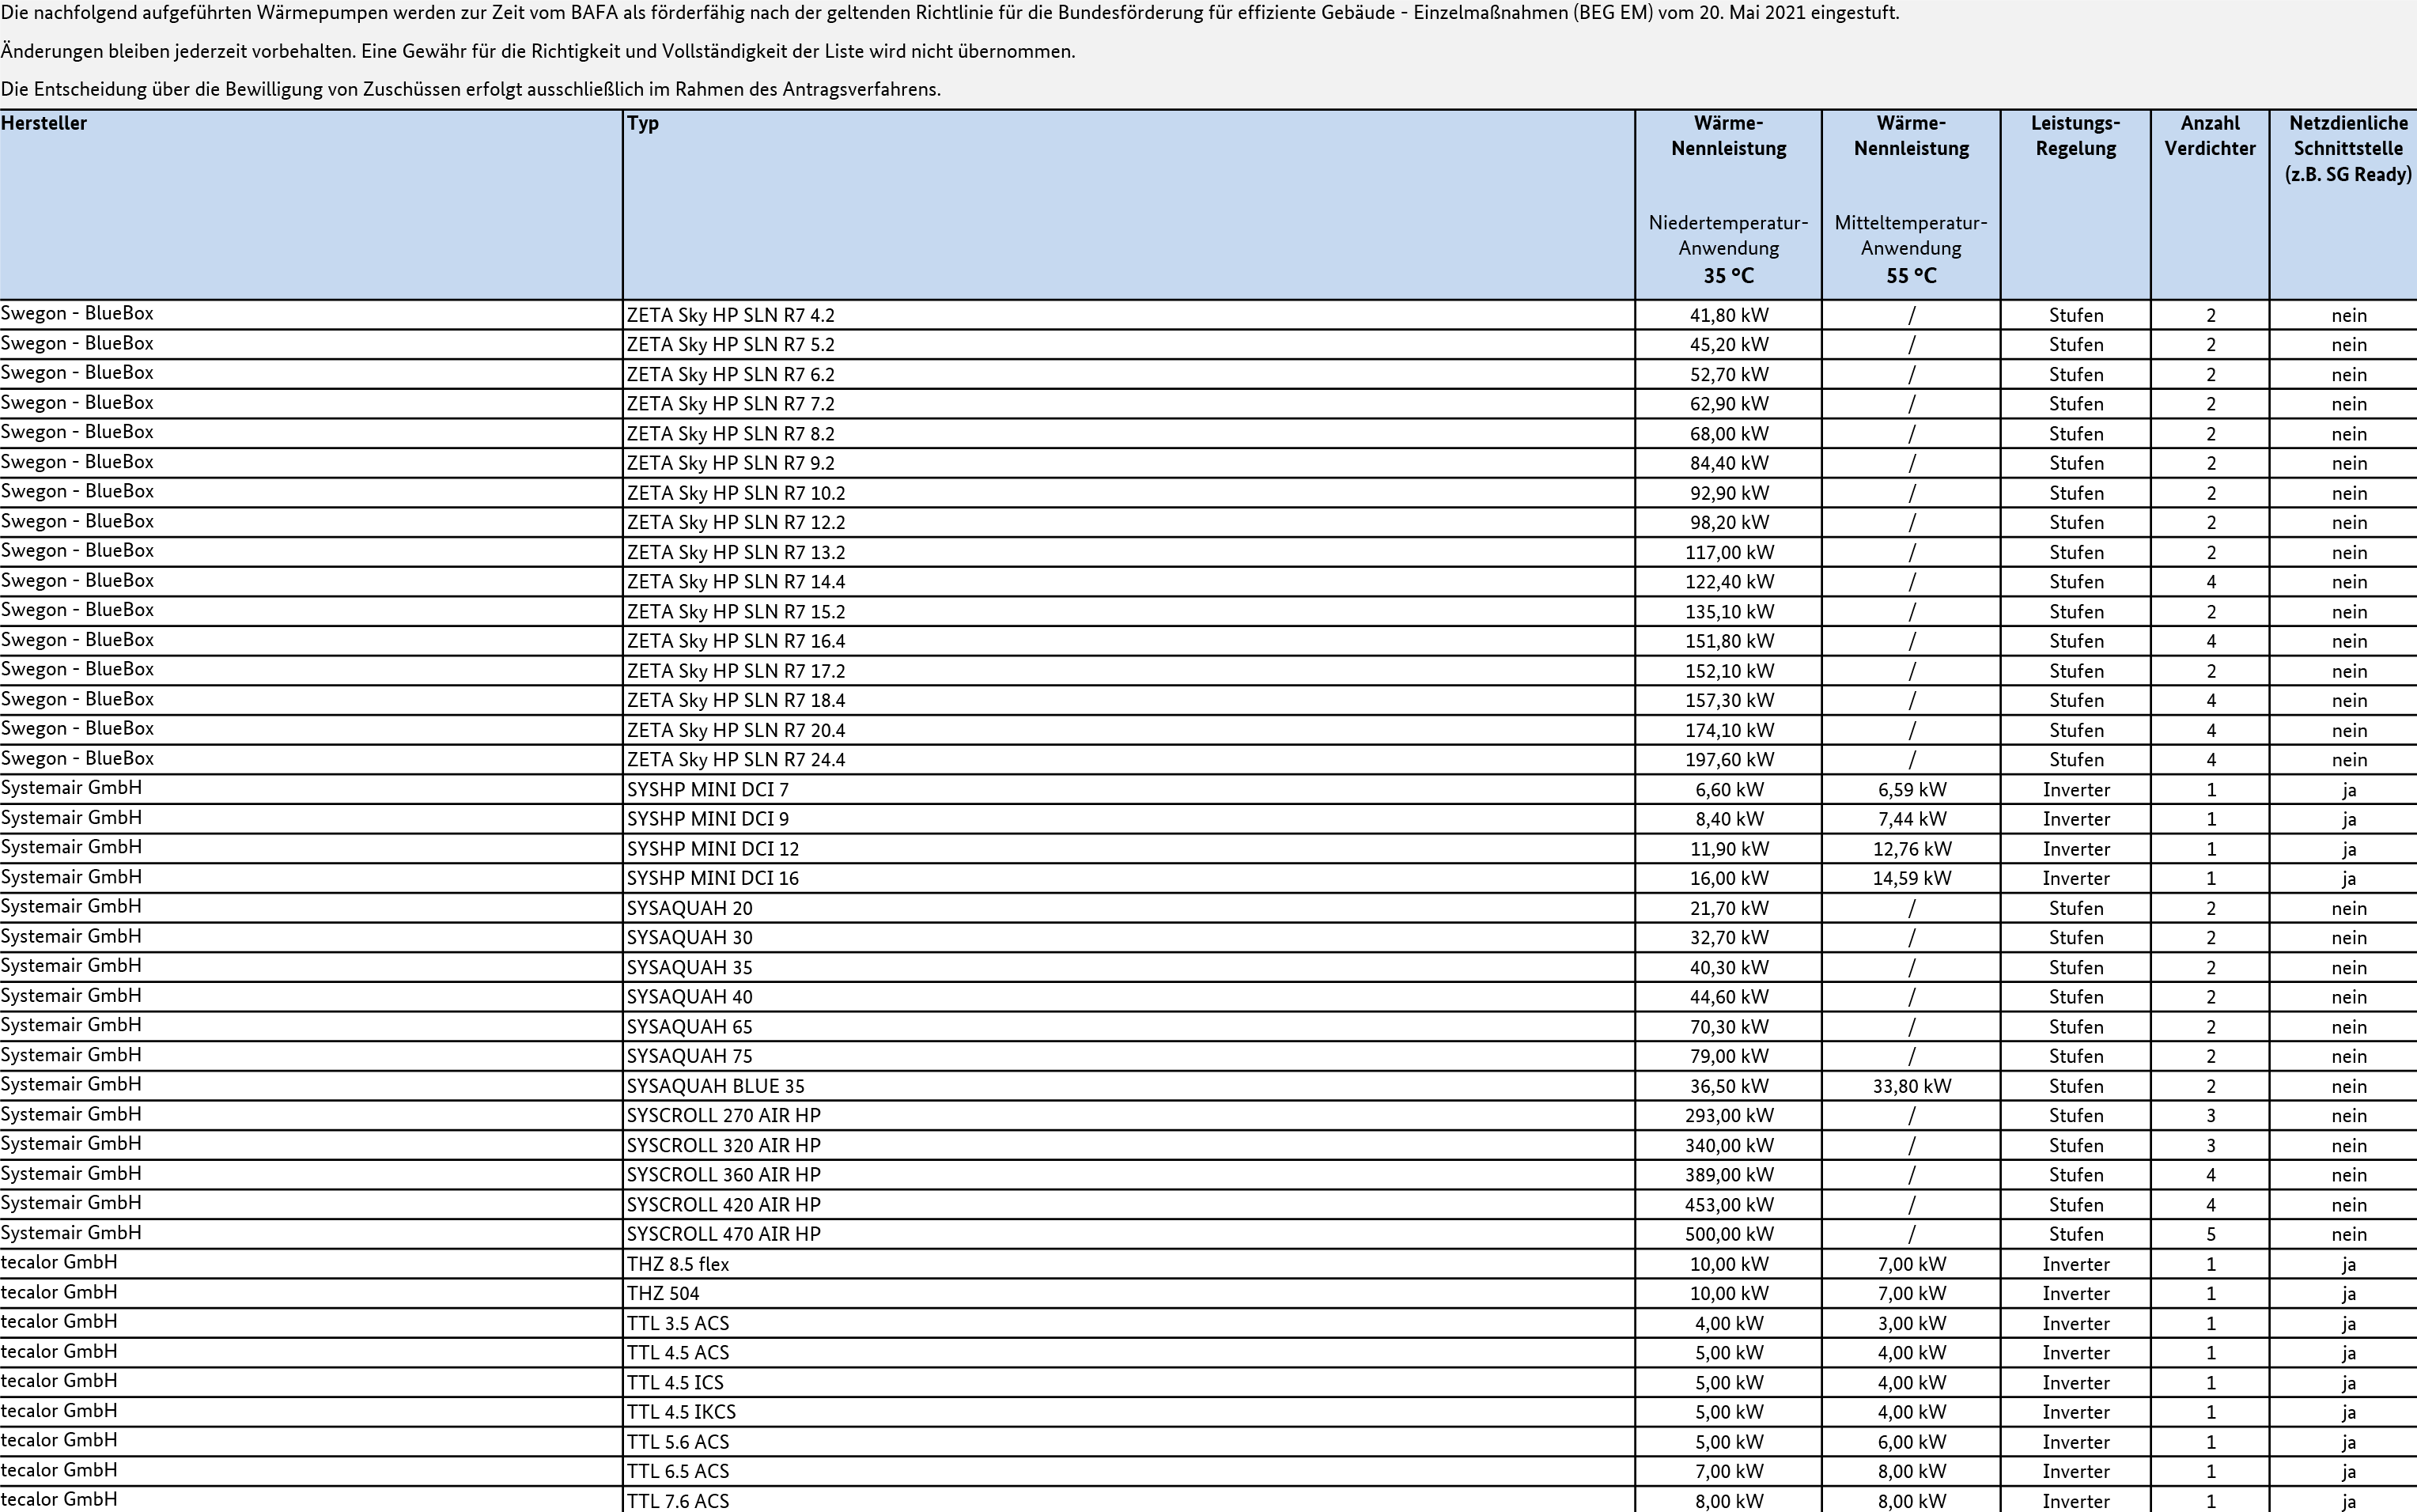 Die nachfolgend aufgeführten Wärmepumpen werden zur Zeit vom BAFA als förderfähig nach der geltenden Richtlinie für die Bundesförderung für effiziente Gebäude - Einzelmaßnahmen (BEG EM) vom 20. Mai 2021 eingestuft.
Änderungen bleiben jederzeit vorbehalten. Eine Gewähr für die Richtigkeit und Vollständigkeit der Liste wird nicht übernommen.
Die Entscheidung über die Bewilligung von Zuschüssen erfolgt ausschließlich im Rahmen des Antragsverfahrens.
Hersteller Typ Wärme- Wärme- Leistungs- Anzahl Netzdienliche
Nennleistung Nennleistung Regelung Verdichter Schnittstelle
(z.B. SG Ready)
Niedertemperatur- Mitteltemperatur-
Anwendung Anwendung
35 °C 55 °C
Swegon - BlueBox ZETA Sky HP SLN R7 4.2 41,80 kW / Stufen 2 nein
Swegon - BlueBox ZETA Sky HP SLN R7 5.2 45,20 kW / Stufen 2 nein
Swegon - BlueBox ZETA Sky HP SLN R7 6.2 52,70 kW / Stufen 2 nein
Swegon - BlueBox ZETA Sky HP SLN R7 7.2 62,90 kW / Stufen 2 nein
Swegon - BlueBox ZETA Sky HP SLN R7 8.2 68,00 kW / Stufen 2 nein
Swegon - BlueBox ZETA Sky HP SLN R7 9.2 84,40 kW / Stufen 2 nein
Swegon - BlueBox ZETA Sky HP SLN R7 10.2 92,90 kW / Stufen 2 nein
Swegon - BlueBox ZETA Sky HP SLN R7 12.2 98,20 kW / Stufen 2 nein
Swegon - BlueBox ZETA Sky HP SLN R7 13.2 117,00 kW / Stufen 2 nein
Swegon - BlueBox ZETA Sky HP SLN R7 14.4 122,40 kW / Stufen 4 nein
Swegon - BlueBox ZETA Sky HP SLN R7 15.2 135,10 kW / Stufen 2 nein
Swegon - BlueBox ZETA Sky HP SLN R7 16.4 151,80 kW / Stufen 4 nein
Swegon - BlueBox ZETA Sky HP SLN R7 17.2 152,10 kW / Stufen 2 nein
Swegon - BlueBox ZETA Sky HP SLN R7 18.4 157,30 kW / Stufen 4 nein
Swegon - BlueBox ZETA Sky HP SLN R7 20.4 174,10 kW / Stufen 4 nein
Swegon - BlueBox ZETA Sky HP SLN R7 24.4 197,60 kW / Stufen 4 nein
Systemair GmbH SYSHP MINI DCI 7 6,60 kW 6,59 kW Inverter 1 ja
Systemair GmbH SYSHP MINI DCI 9 8,40 kW 7,44 kW Inverter 1 ja
Systemair GmbH SYSHP MINI DCI 12 11,90 kW 12,76 kW Inverter 1 ja
Systemair GmbH SYSHP MINI DCI 16 16,00 kW 14,59 kW Inverter 1 ja
Systemair GmbH SYSAQUAH 20 21,70 kW / Stufen 2 nein
Systemair GmbH SYSAQUAH 30 32,70 kW / Stufen 2 nein
Systemair GmbH SYSAQUAH 35 40,30 kW / Stufen 2 nein
Systemair GmbH SYSAQUAH 40 44,60 kW / Stufen 2 nein
Systemair GmbH SYSAQUAH 65 70,30 kW / Stufen 2 nein
Systemair GmbH SYSAQUAH 75 79,00 kW / Stufen 2 nein
Systemair GmbH SYSAQUAH BLUE 35 36,50 kW 33,80 kW Stufen 2 nein
Systemair GmbH SYSCROLL 270 AIR HP 293,00 kW / Stufen 3 nein
Systemair GmbH SYSCROLL 320 AIR HP 340,00 kW / Stufen 3 nein
Systemair GmbH SYSCROLL 360 AIR HP 389,00 kW / Stufen 4 nein
Systemair GmbH SYSCROLL 420 AIR HP 453,00 kW / Stufen 4 nein
Systemair GmbH SYSCROLL 470 AIR HP 500,00 kW / Stufen 5 nein
tecalor GmbH THZ 8.5 flex 10,00 kW 7,00 kW Inverter 1 ja
tecalor GmbH THZ 504 10,00 kW 7,00 kW Inverter 1 ja
tecalor GmbH TTL 3.5 ACS 4,00 kW 3,00 kW Inverter 1 ja
tecalor GmbH TTL 4.5 ACS 5,00 kW 4,00 kW Inverter 1 ja
tecalor GmbH TTL 4.5 ICS 5,00 kW 4,00 kW Inverter 1 ja
tecalor GmbH TTL 4.5 IKCS 5,00 kW 4,00 kW Inverter 1 ja
tecalor GmbH TTL 5.6 ACS 5,00 kW 6,00 kW Inverter 1 ja
tecalor GmbH TTL 6.5 ACS 7,00 kW 8,00 kW Inverter 1 ja
tecalor GmbH TTL 7.6 ACS 8,00 kW 8,00 kW Inverter 1 ja